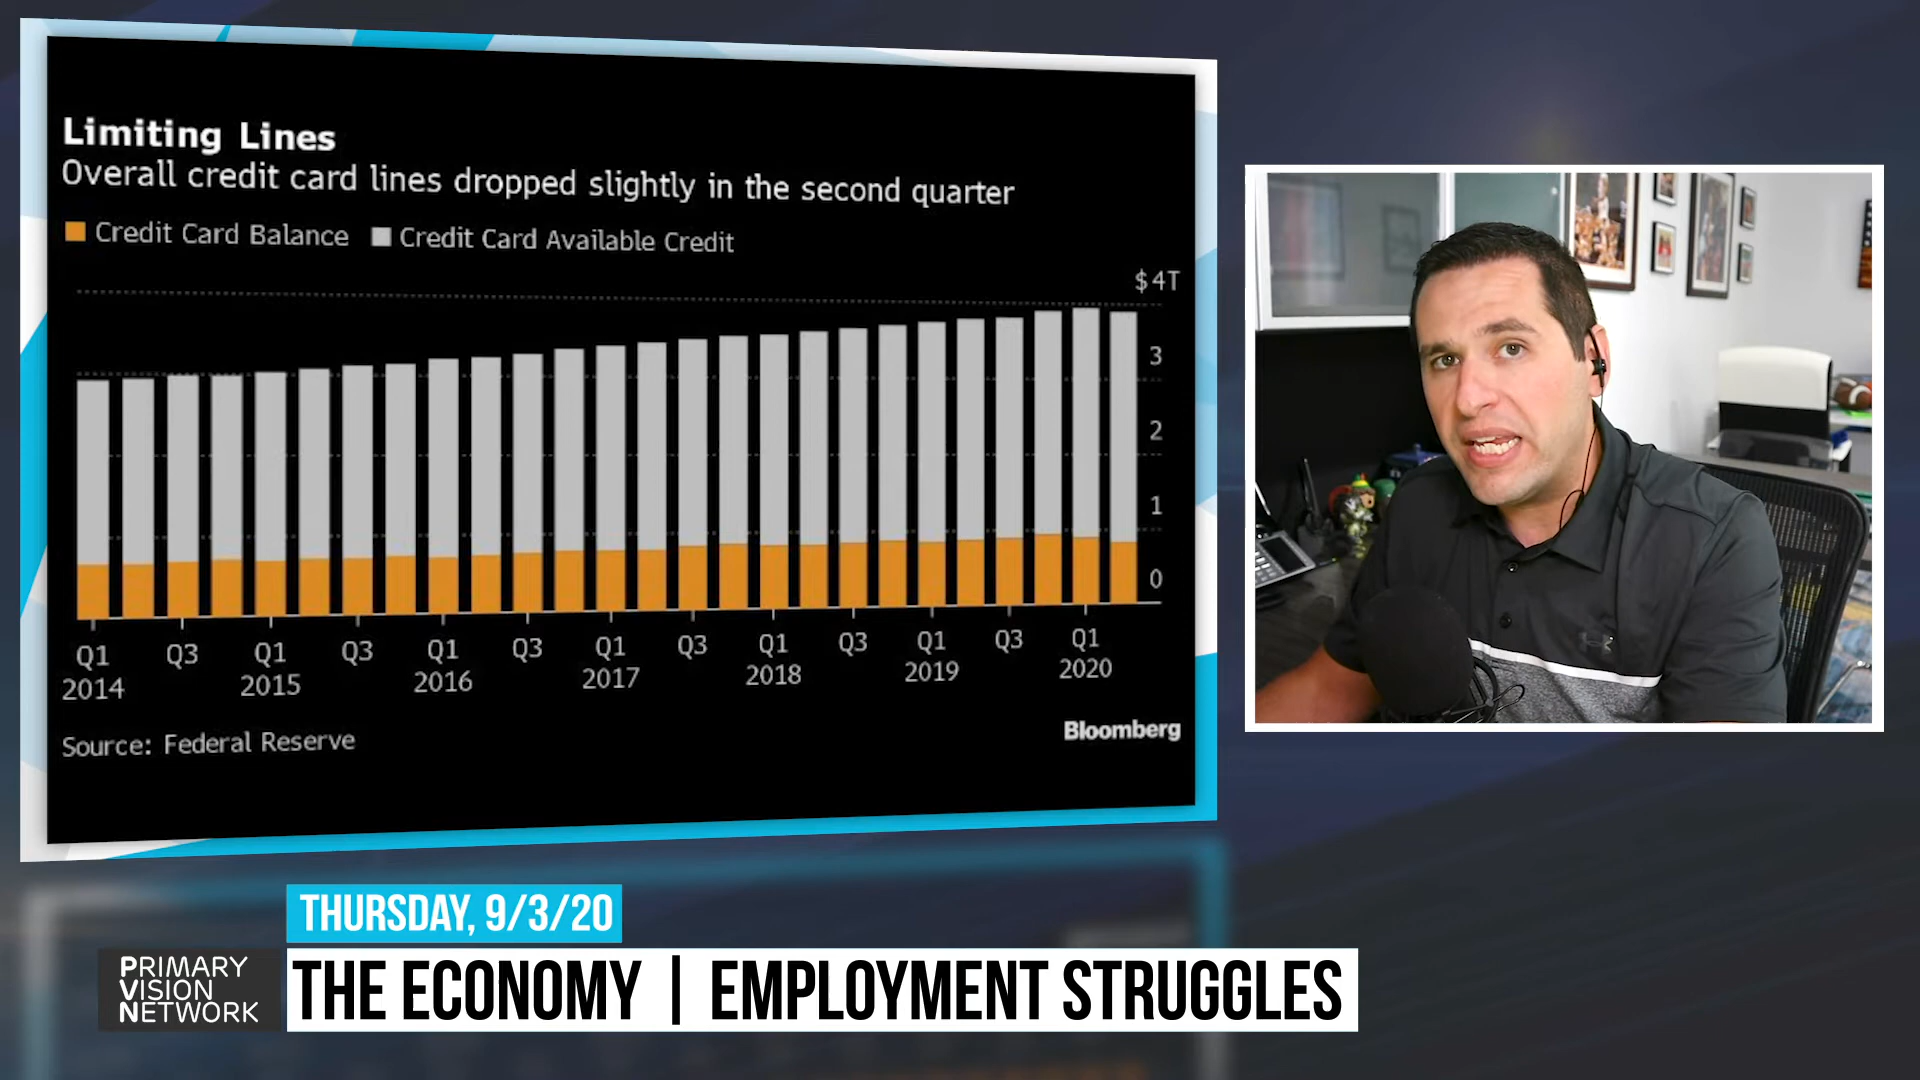 Limiting Lines
Overall credit card lines dropped slightly in the second quarter
Credit Card Balance Credit Card Available Credit
$4T
3
2
1
0
Q1 Q3 Q1 Q3 Q1 Q3 Q1 Q3 Q1 Q3 Q1 Q3 Q1
2014 2015 2016 2017 2018 2019 2020
Source: Federal Reserve
Bloomberg
THURSDAY, 9/3/20
PRIMARY
VISION
NETWORK
THE ECONOMY | EMPLOYMENT STRUGGLES